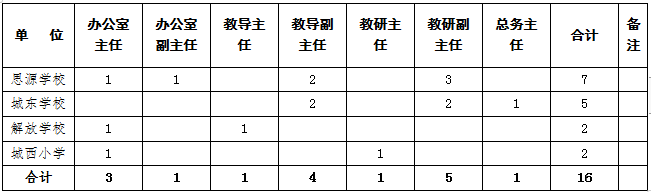 单 位 办公室主任 办公室副主任 教导主任 教导副主任 教研主任 教研副主任 总务主任 合计 备注
思源学校 1 1 2 3 7
城东学校 2 2 1 5
解放学校 1 1 2
城西小学 1 1 2
合计 3 1 1 4 1 5 1 16